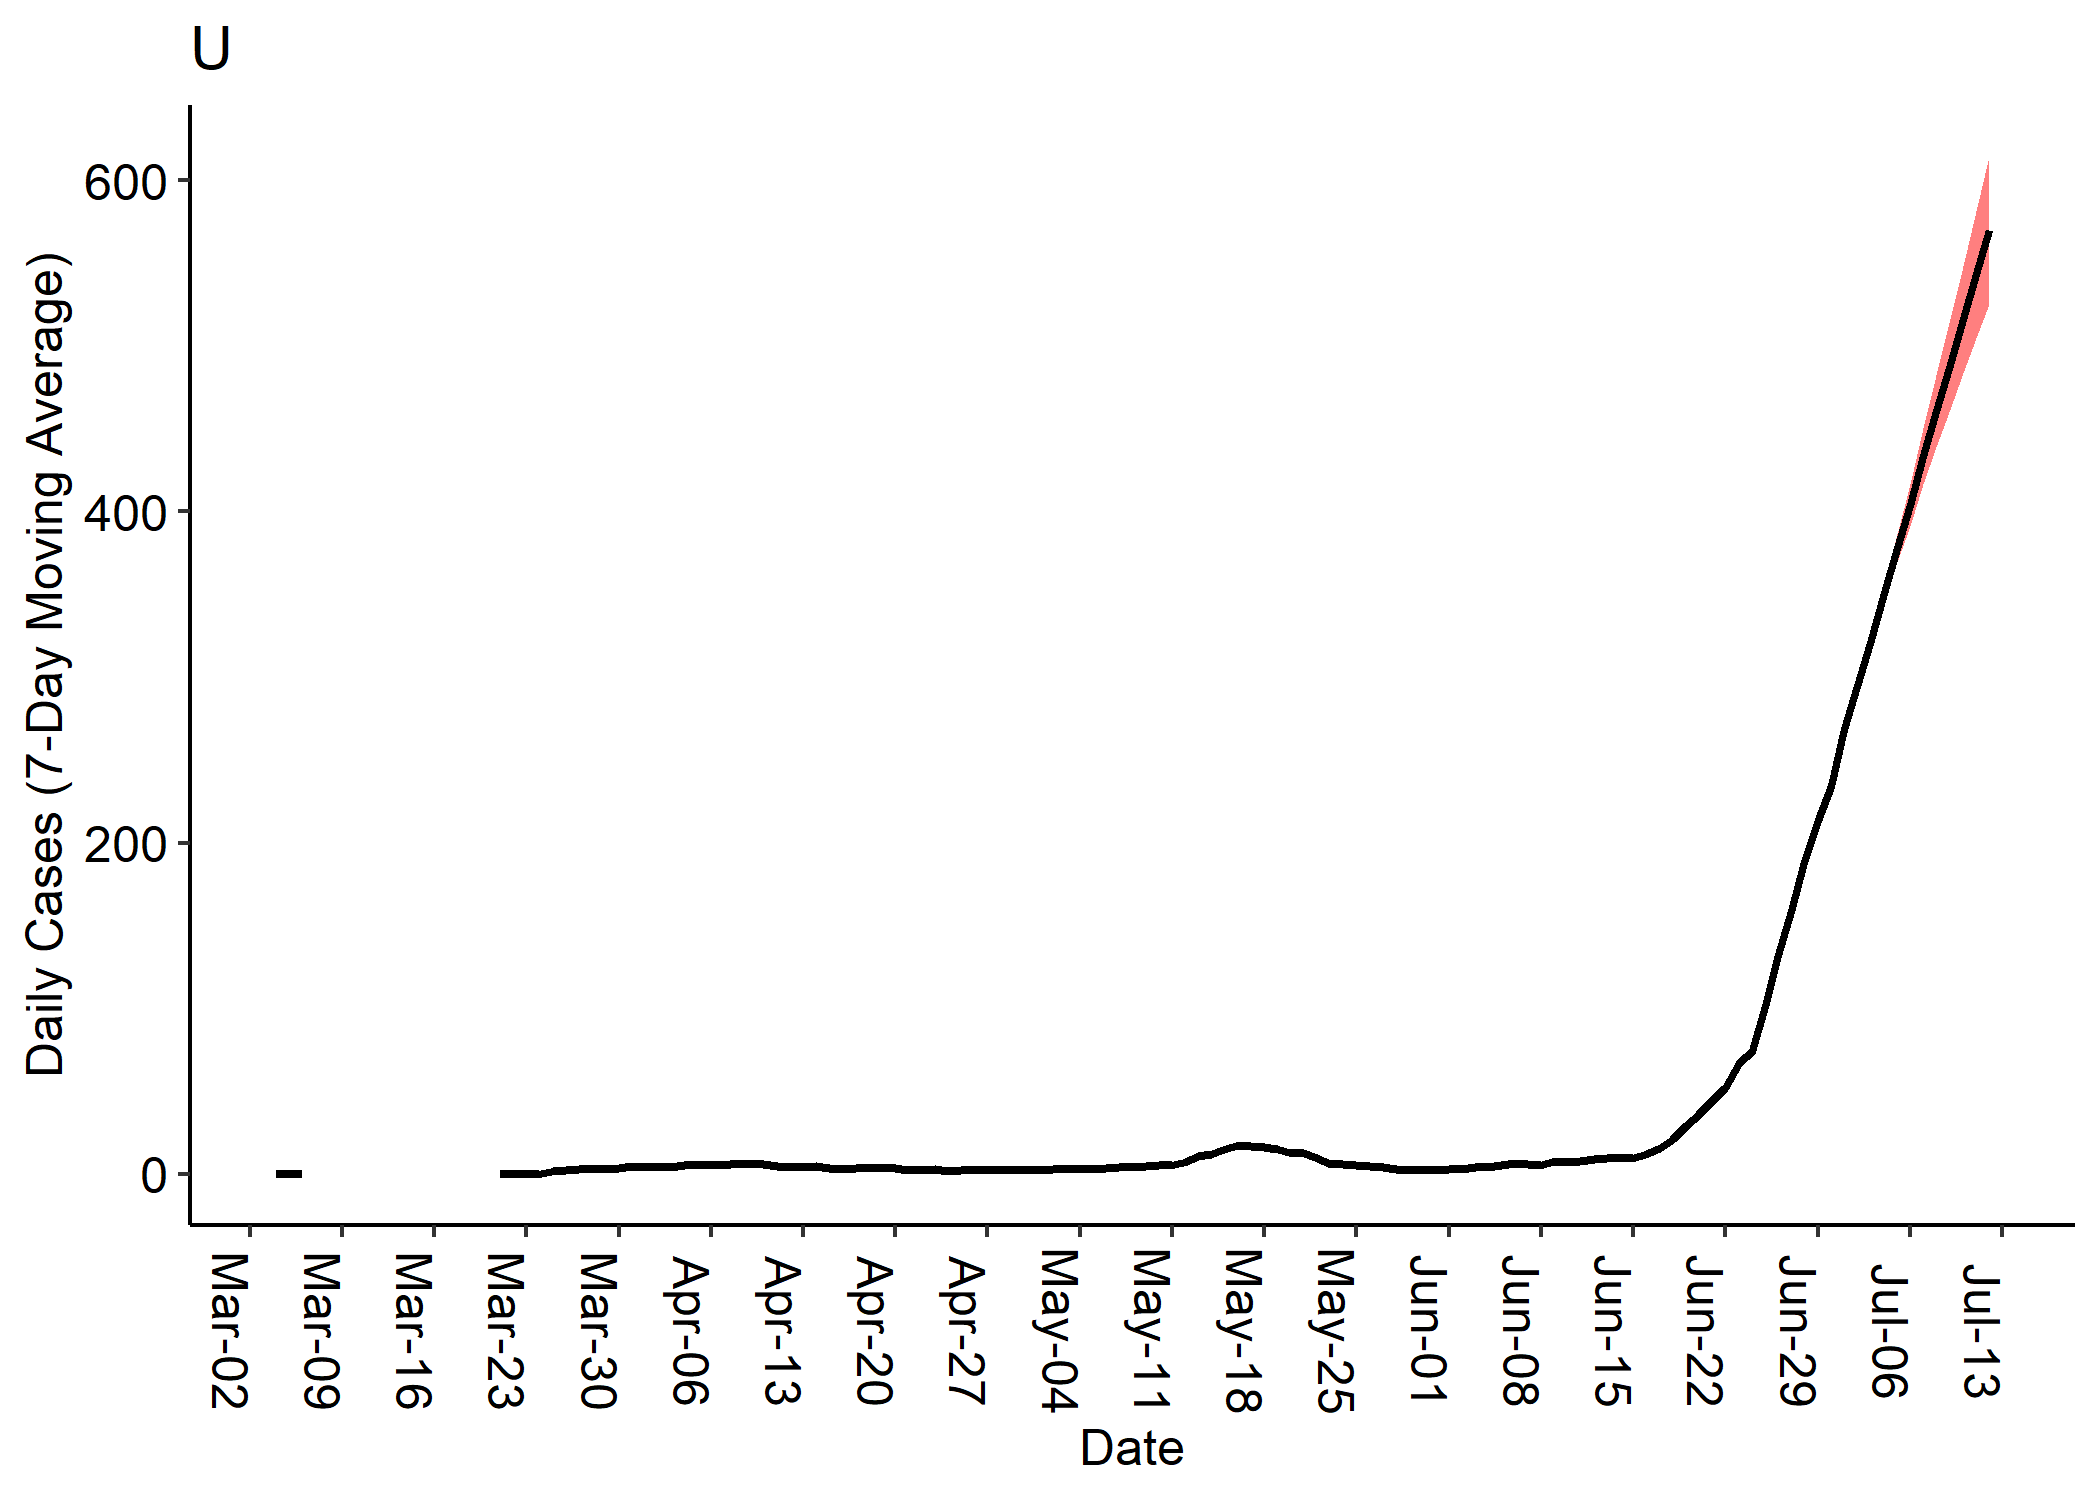 U
Daily Cases (7-Day Moving Average)
600
400
200
0
Mar-02
Mar-09
Mar-16
Mar-23
Mar-30
Apr-06
Apr-13
Apr-20
Apr-27
May-04
May-11
May-18
May-25
Jun-01
Jun-08
Jun-15
Jun-22
Jun-29
Jul-06
Jul-13
Date